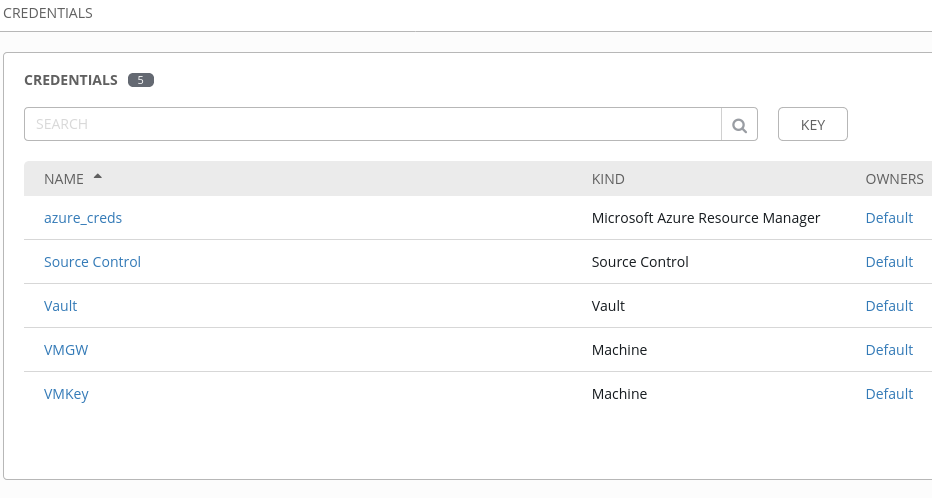 CREDENTIALS
CREDENTIALS 5
SEARCH KEY
NAME KIND OWNERS
azure_creds Microsoft Azure Resource Manager Default
Source Control Source Control Default
Vault Vault Default
VMGW Machine Default
VMKey Machine Default